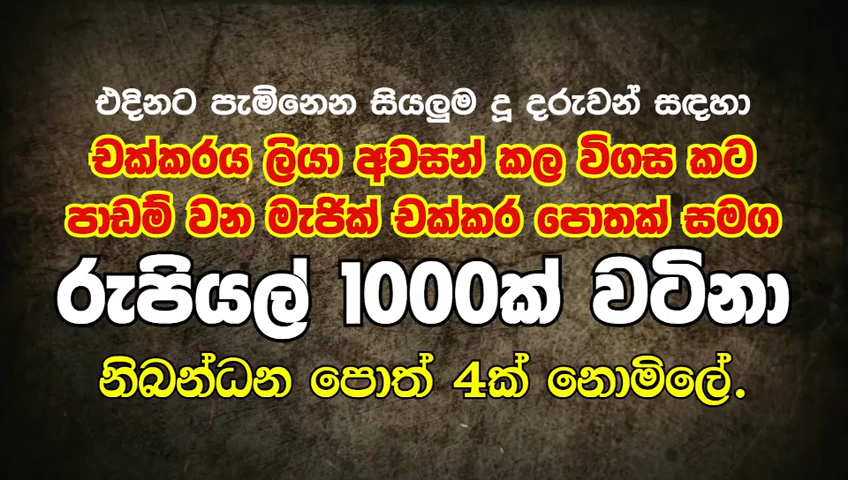 එදිනට පැමිනෙන සියලුම දූ දරුවන් සඳහා
චක්කරය ලියා අවසන් කල විගස කට
පාඩම් වන මැජික් චක්කර පොතක් සමග
රුපියල් 1000ක් වටිනා
නිබන්ධන පොත් 4ක් නොමිලේ.